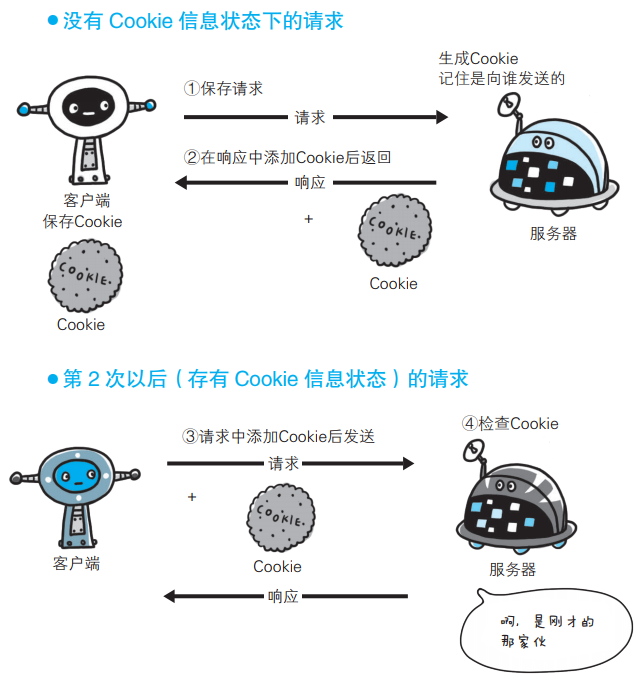 ●没有 Cookie 信息状态下的请求
生成Cookie
记住是向谁发送的
①保存请求
请求
②在响应中添加Cookie后返回
响应
客户端
保存Cookie
+
COOKIE.
服务器
Cookie
COOKIE.
Cookie
●第 2 次以后（存有 Cookie 信息状态）的请求
④检查Cookie
③请求中添加Cookie后发送
请求
+
COOKIE.
客户端
Cookie
服务器
响应
啊，是刚才的
那家伙